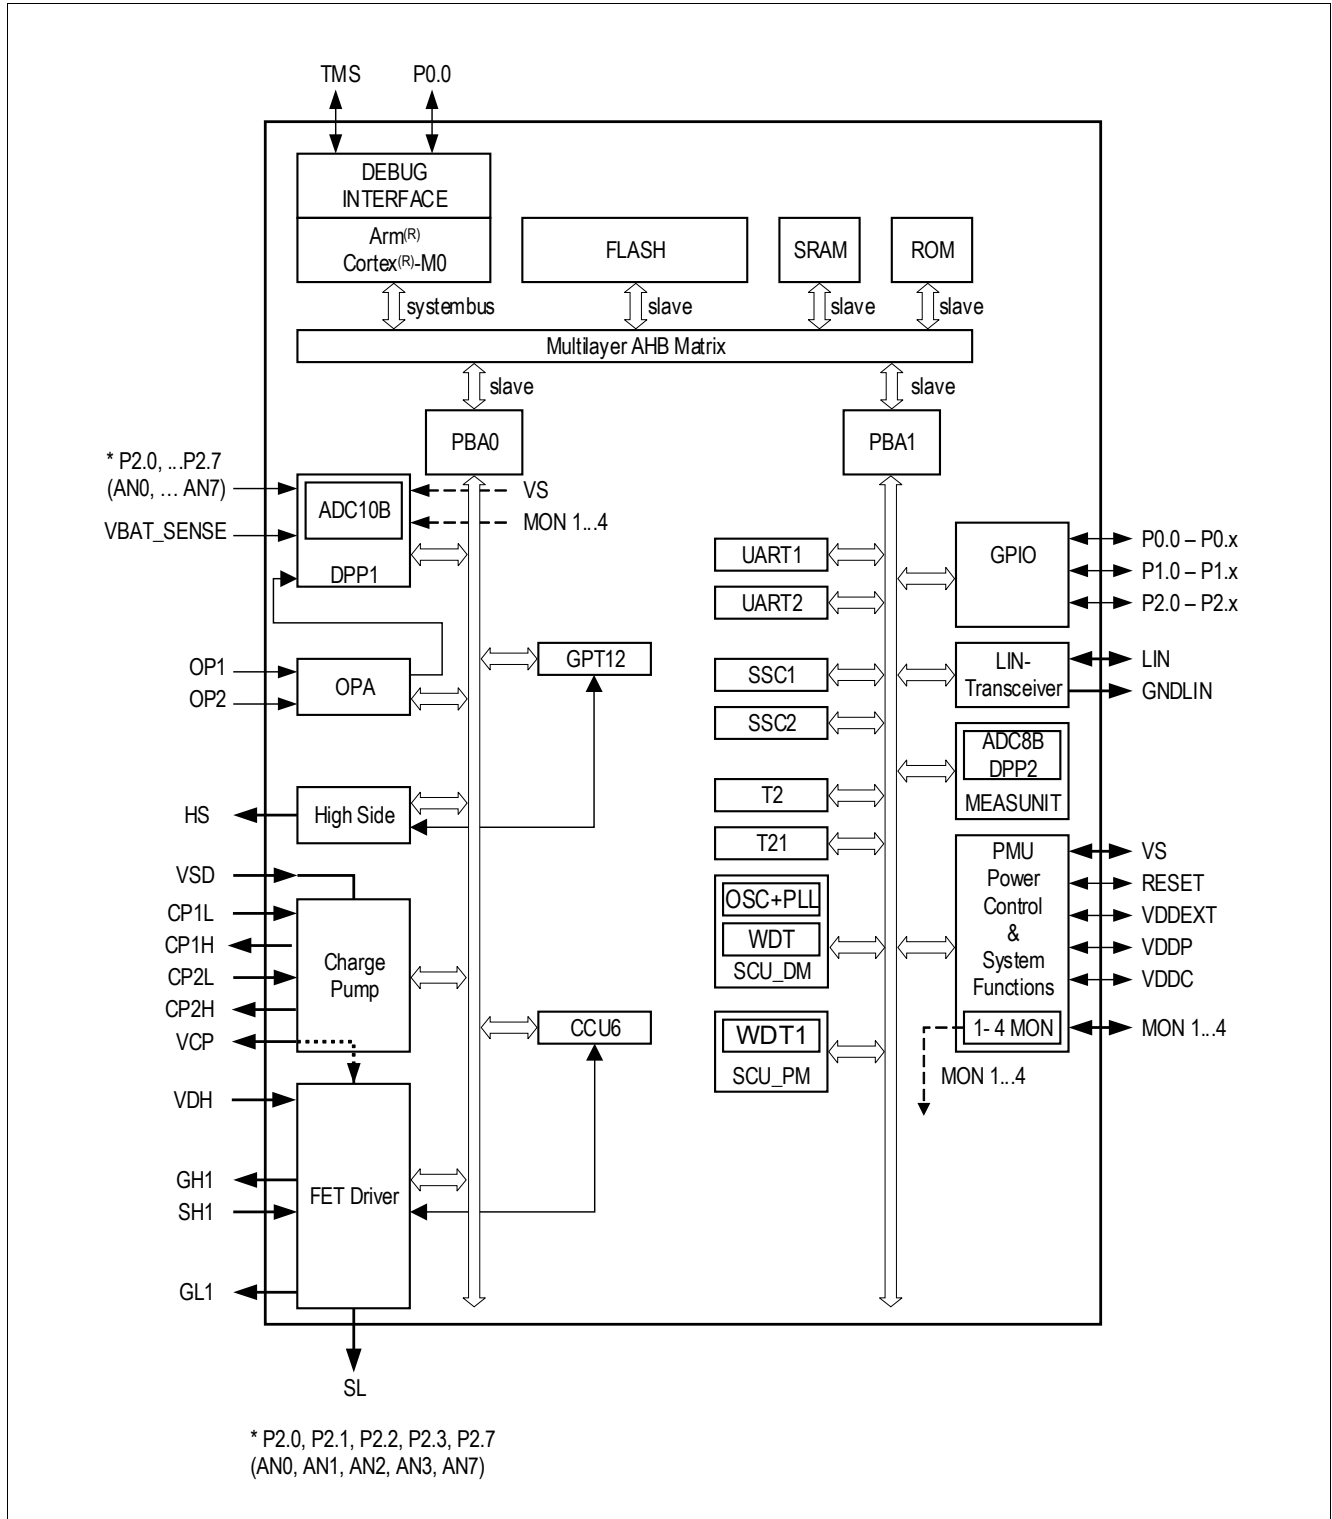 TMS
P0.0
DEBUG
INTERFACE
Arm(R)
Cortex(R)-M0
FLASH
SRAM
ROM
systembus
slave
slave
slave
Multilayer AHB Matrix
slave
slave
PBA0
PBA1
* P2.0, ...P2.7
(AN0, … AN7)
VBAT_SENSE
ADC10B
DPP1
VS
MON 1...4
UART1
UART2
GPIO
P0.0 – P0.x
P1.0 – P1.x
P2.0 – P2.x
OP1
OP2
OPA
GPT12
SSC1
SSC2
LIN-
Transceiver
LIN
GNDLIN
ADC8B
DPP2
MEASUNIT
HS
High Side
T2
T21
VSD
CP1L
CP1H
CP2L
CP2H
VCP
Charge
Pump
OSC+PLL
WDT
SCU_DM
PMU
Power
Control
&
System
Functions
1- 4 MON
VS
RESET
VDDEXT
VDDP
VDDC
MON 1...4
CCU6
WDT1
SCU_PM
MON 1...4
VDH
GH1
SH1
GL1
FET Driver
SL
* P2.0, P2.1, P2.2, P2.3, P2.7
(AN0, AN1, AN2, AN3, AN7)